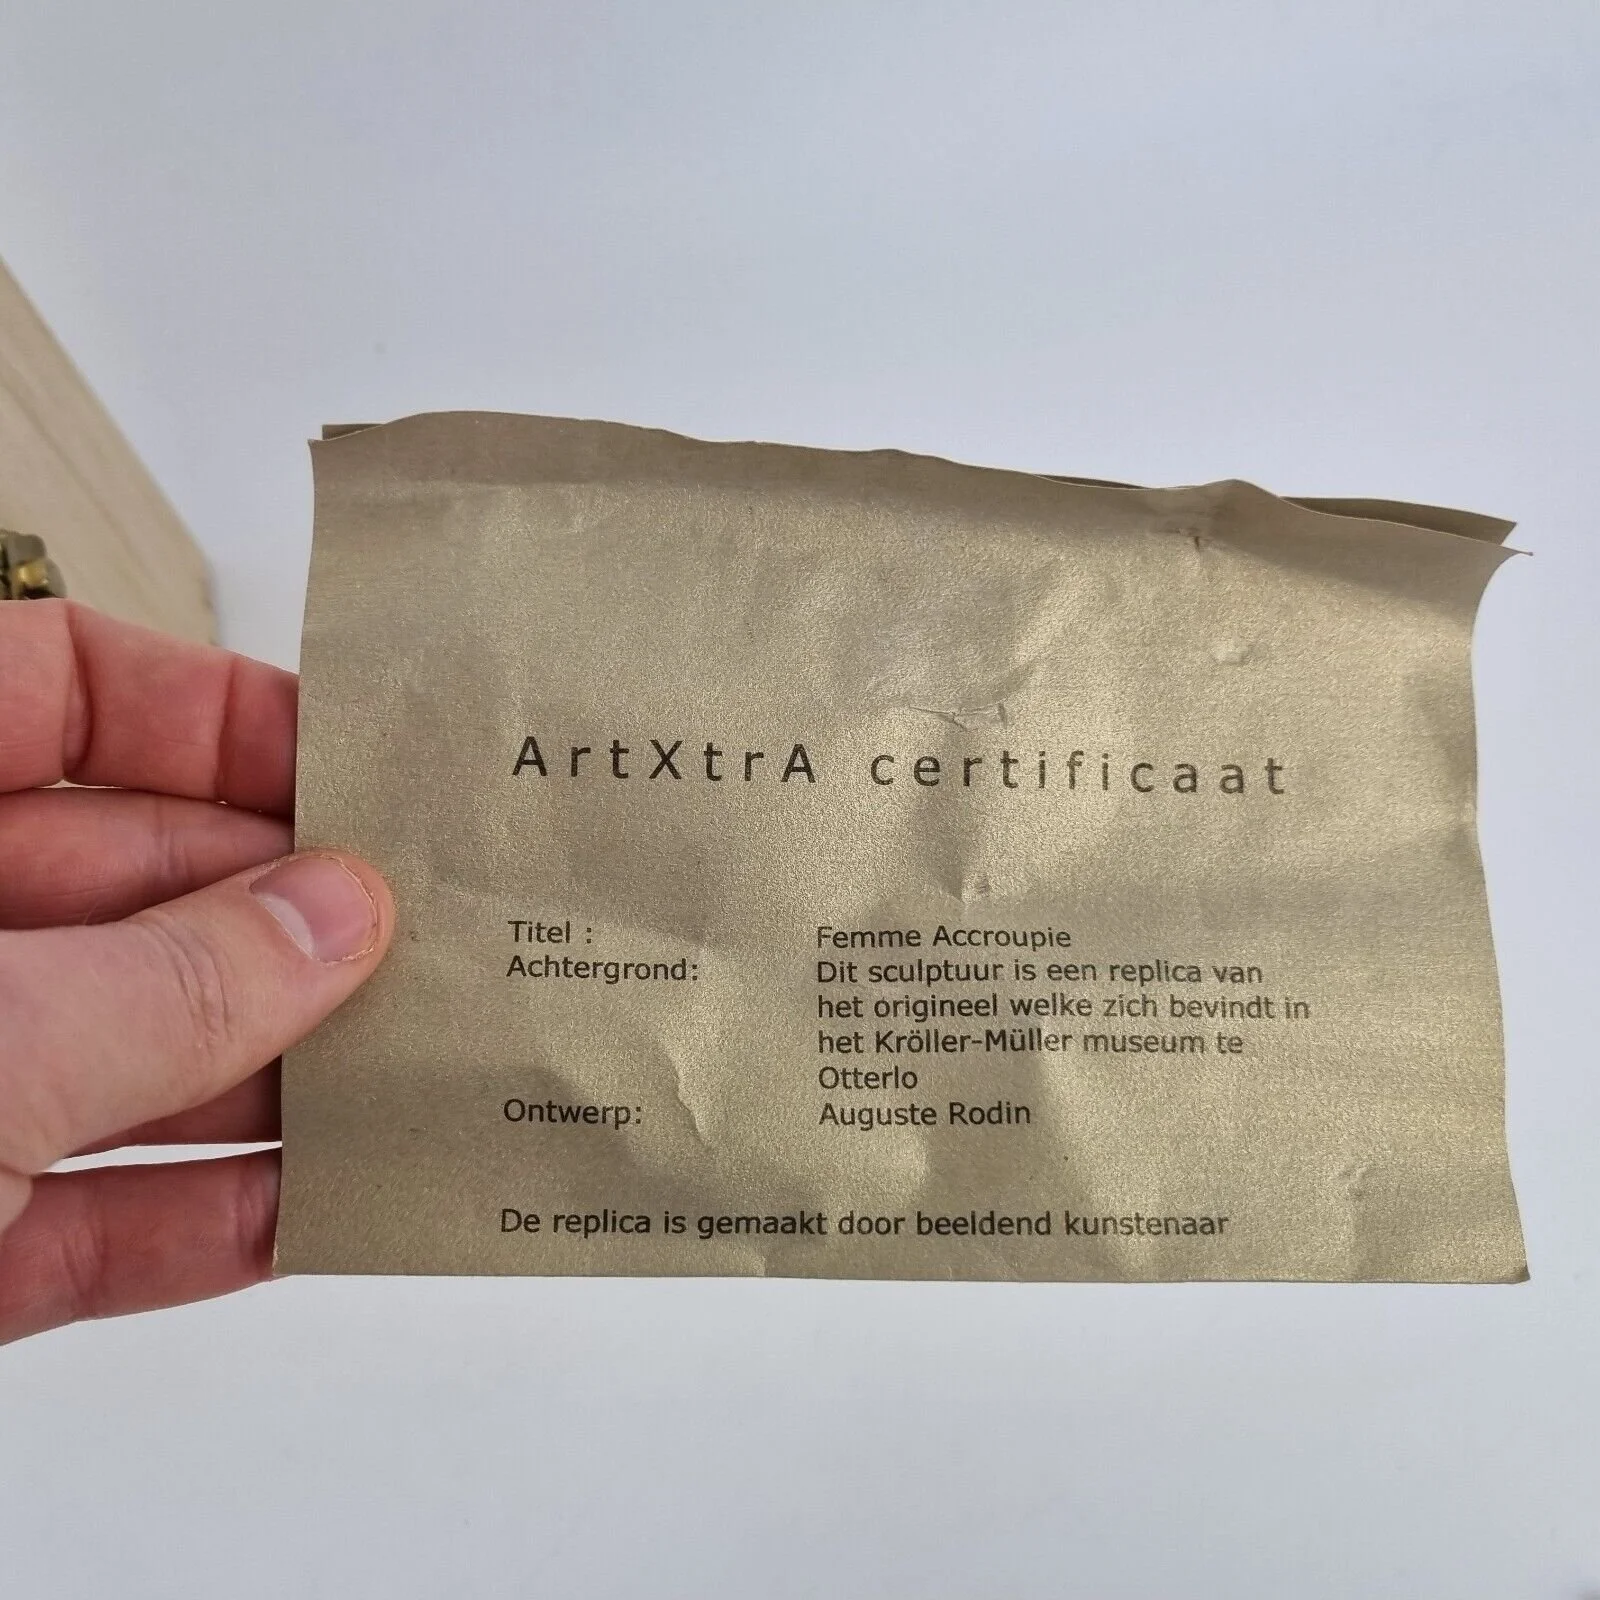 ArtXtrA certificaat
Titel : Femme Accroupie
Achtergrond: Dit sculptuur is een replica van
het origineel welke zich bevindt in
het Kröller-Müller museum te
Otterlo
Ontwerp: Auguste Rodin
De replica is gemaakt door beeldend kunstenaar